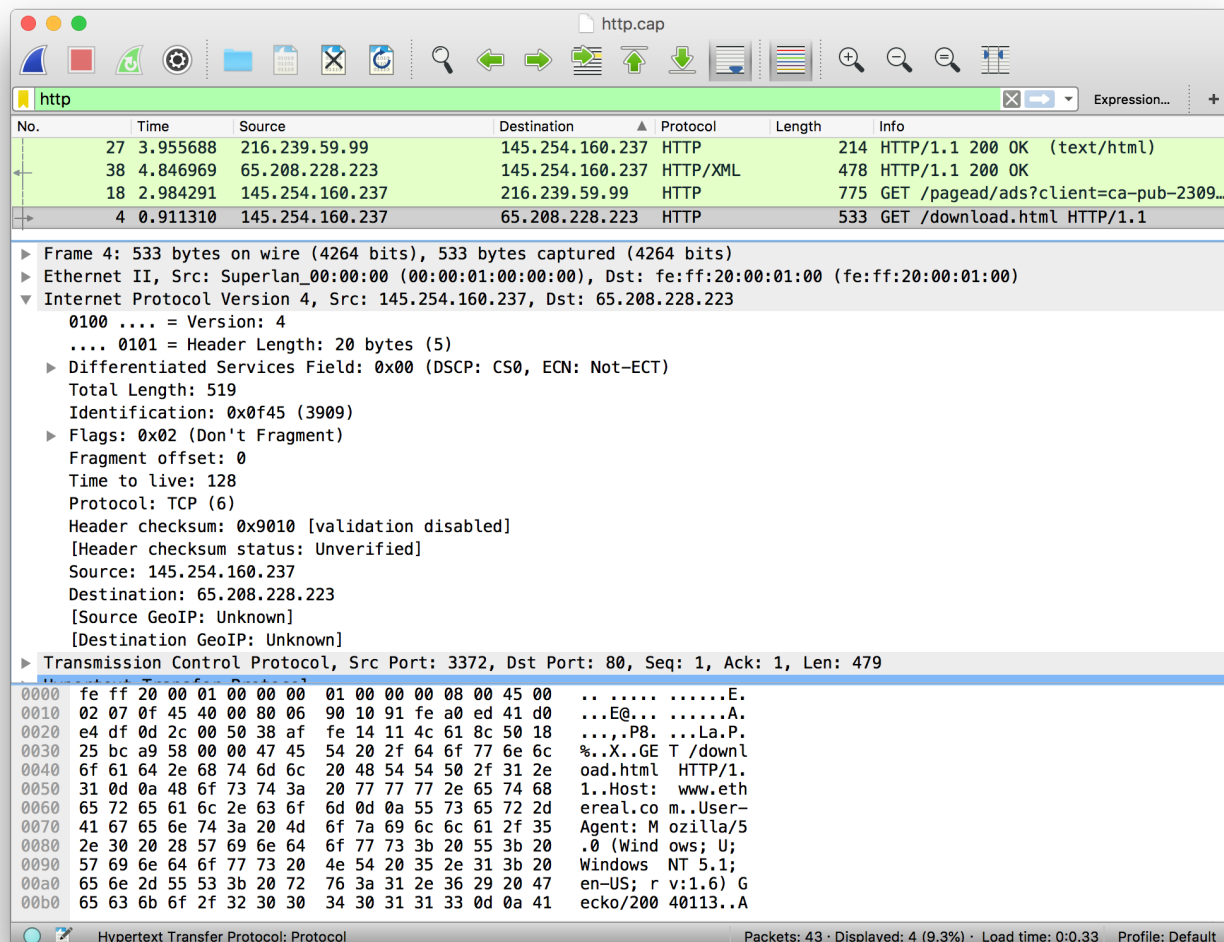 http.cap
http Expression... +
No. Time Source Destination Protocol Length Info
27 3.955688 216.239.59.99 145.254.160.237 HTTP 214 HTTP/1.1 200 OK (text/html)
38 4.846969 65.208.228.223 145.254.160.237 HTTP/XML 478 HTTP/1.1 200 OK
18 2.984291 145.254.160.237 216.239.59.99 HTTP 775 GET /pagead/ads?client=ca-pub-2309…
4 0.911310 145.254.160.237 65.208.228.223 HTTP 533 GET /download.html HTTP/1.1
Frame 4: 533 bytes on wire (4264 bits), 533 bytes captured (4264 bits)
Ethernet II, Src: Superlan_00:00:00 (00:00:01:00:00:00), Dst: fe:ff:20:00:01:00 (fe:ff:20:00:01:00)
Internet Protocol Version 4, Src: 145.254.160.237, Dst: 65.208.228.223
0100 .... = Version: 4
.... 0101 = Header Length: 20 bytes (5)
Differentiated Services Field: 0x00 (DSCP: CS0, ECN: Not-ECT)
Total Length: 519
Identification: 0x0f45 (3909)
Flags: 0x02 (Don't Fragment)
Fragment offset: 0
Time to live: 128
Protocol: TCP (6)
Header checksum: 0x9010 [validation disabled]
[Header checksum status: Unverified]
Source: 145.254.160.237
Destination: 65.208.228.223
[Source GeoIP: Unknown]
[Destination GeoIP: Unknown]
Transmission Control Protocol, Src Port: 3372, Dst Port: 80, Seq: 1, Ack: 1, Len: 479
Hypertext Transfer Protocol
0000 fe ff 20 00 01 00 00 00 01 00 00 00 08 00 45 00 .. ..... ......E.
0010 02 07 0f 45 40 00 80 06 90 10 91 fe a0 ed 41 d0 ...E@... ......A.
0020 e4 df 0d 2c 00 50 38 af fe 14 11 4c 61 8c 50 18 ...,.P8. ...La.P.
0030 25 bc a9 58 00 00 47 45 54 20 2f 64 6f 77 6e 6c %..X..GE T /downl
0040 6f 61 64 2e 68 74 6d 6c 20 48 54 54 50 2f 31 2e oad.html HTTP/1.
0050 31 0d 0a 48 6f 73 74 3a 20 77 77 77 2e 65 74 68 1..Host: www.eth
0060 65 72 65 61 6c 2e 63 6f 6d 0d 0a 55 73 65 72 2d ereal.co m..User-
0070 41 67 65 6e 74 3a 20 4d 6f 7a 69 6c 6c 61 2f 35 Agent: M ozilla/5
0080 2e 30 20 28 57 69 6e 64 6f 77 73 3b 20 55 3b 20 .0 (Wind ows; U;
0090 57 69 6e 64 6f 77 73 20 4e 54 20 35 2e 31 3b 20 Windows NT 5.1;
00a0 65 6e 2d 55 53 3b 20 72 76 3a 31 2e 36 29 20 47 en-US; r v:1.6) G
00b0 65 63 6b 6f 2f 32 30 30 34 30 31 31 33 0d 0a 41 ecko/200 40113..A
Hypertext Transfer Protocol: Protocol Packets: 43 · Displayed: 4 (9.3%) · Load time: 0:0.33 Profile: Default